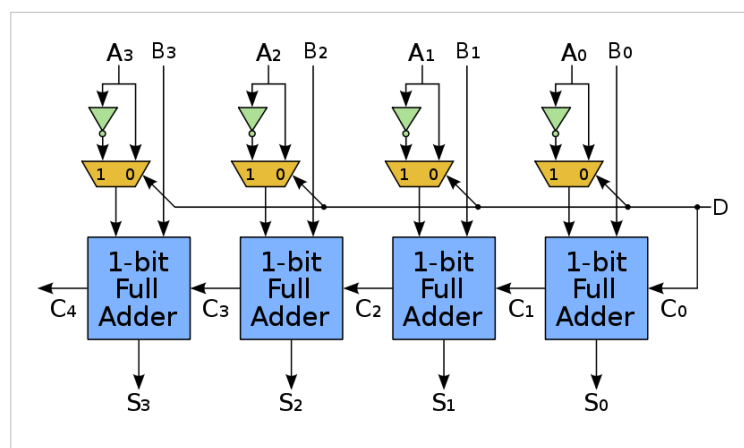 A3 B3 A2 B2 A1 B1 A0 B0
1 0 1 0 1 0 1 0
D
1-bit Full Adder 1-bit Full Adder 1-bit Full Adder 1-bit Full Adder
C4 C3 C2 C1 C0
S3 S2 S1 S0